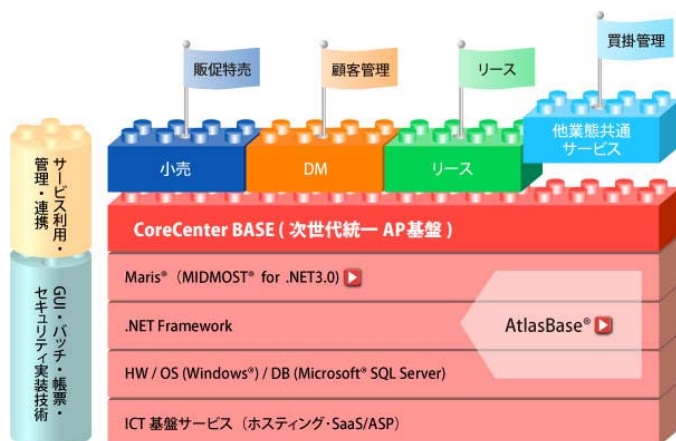 販促特売
顧客管理
リース
買掛管理
小売
DM
リース
他業態共通
サービス
サービス利用・
管理・連携
CoreCenter BASE ( 次世代統一 AP基盤 )
Maris® (MIDMOST® for .NET3.0)
.NET Framework
AtlasBase®
HW / OS (Windows®) / DB (Microsoft® SQL Server)
ICT 基盤サービス (ホスティング・SaaS/ASP)
GUI・バッチ・帳票・
セキュリティ実装技術